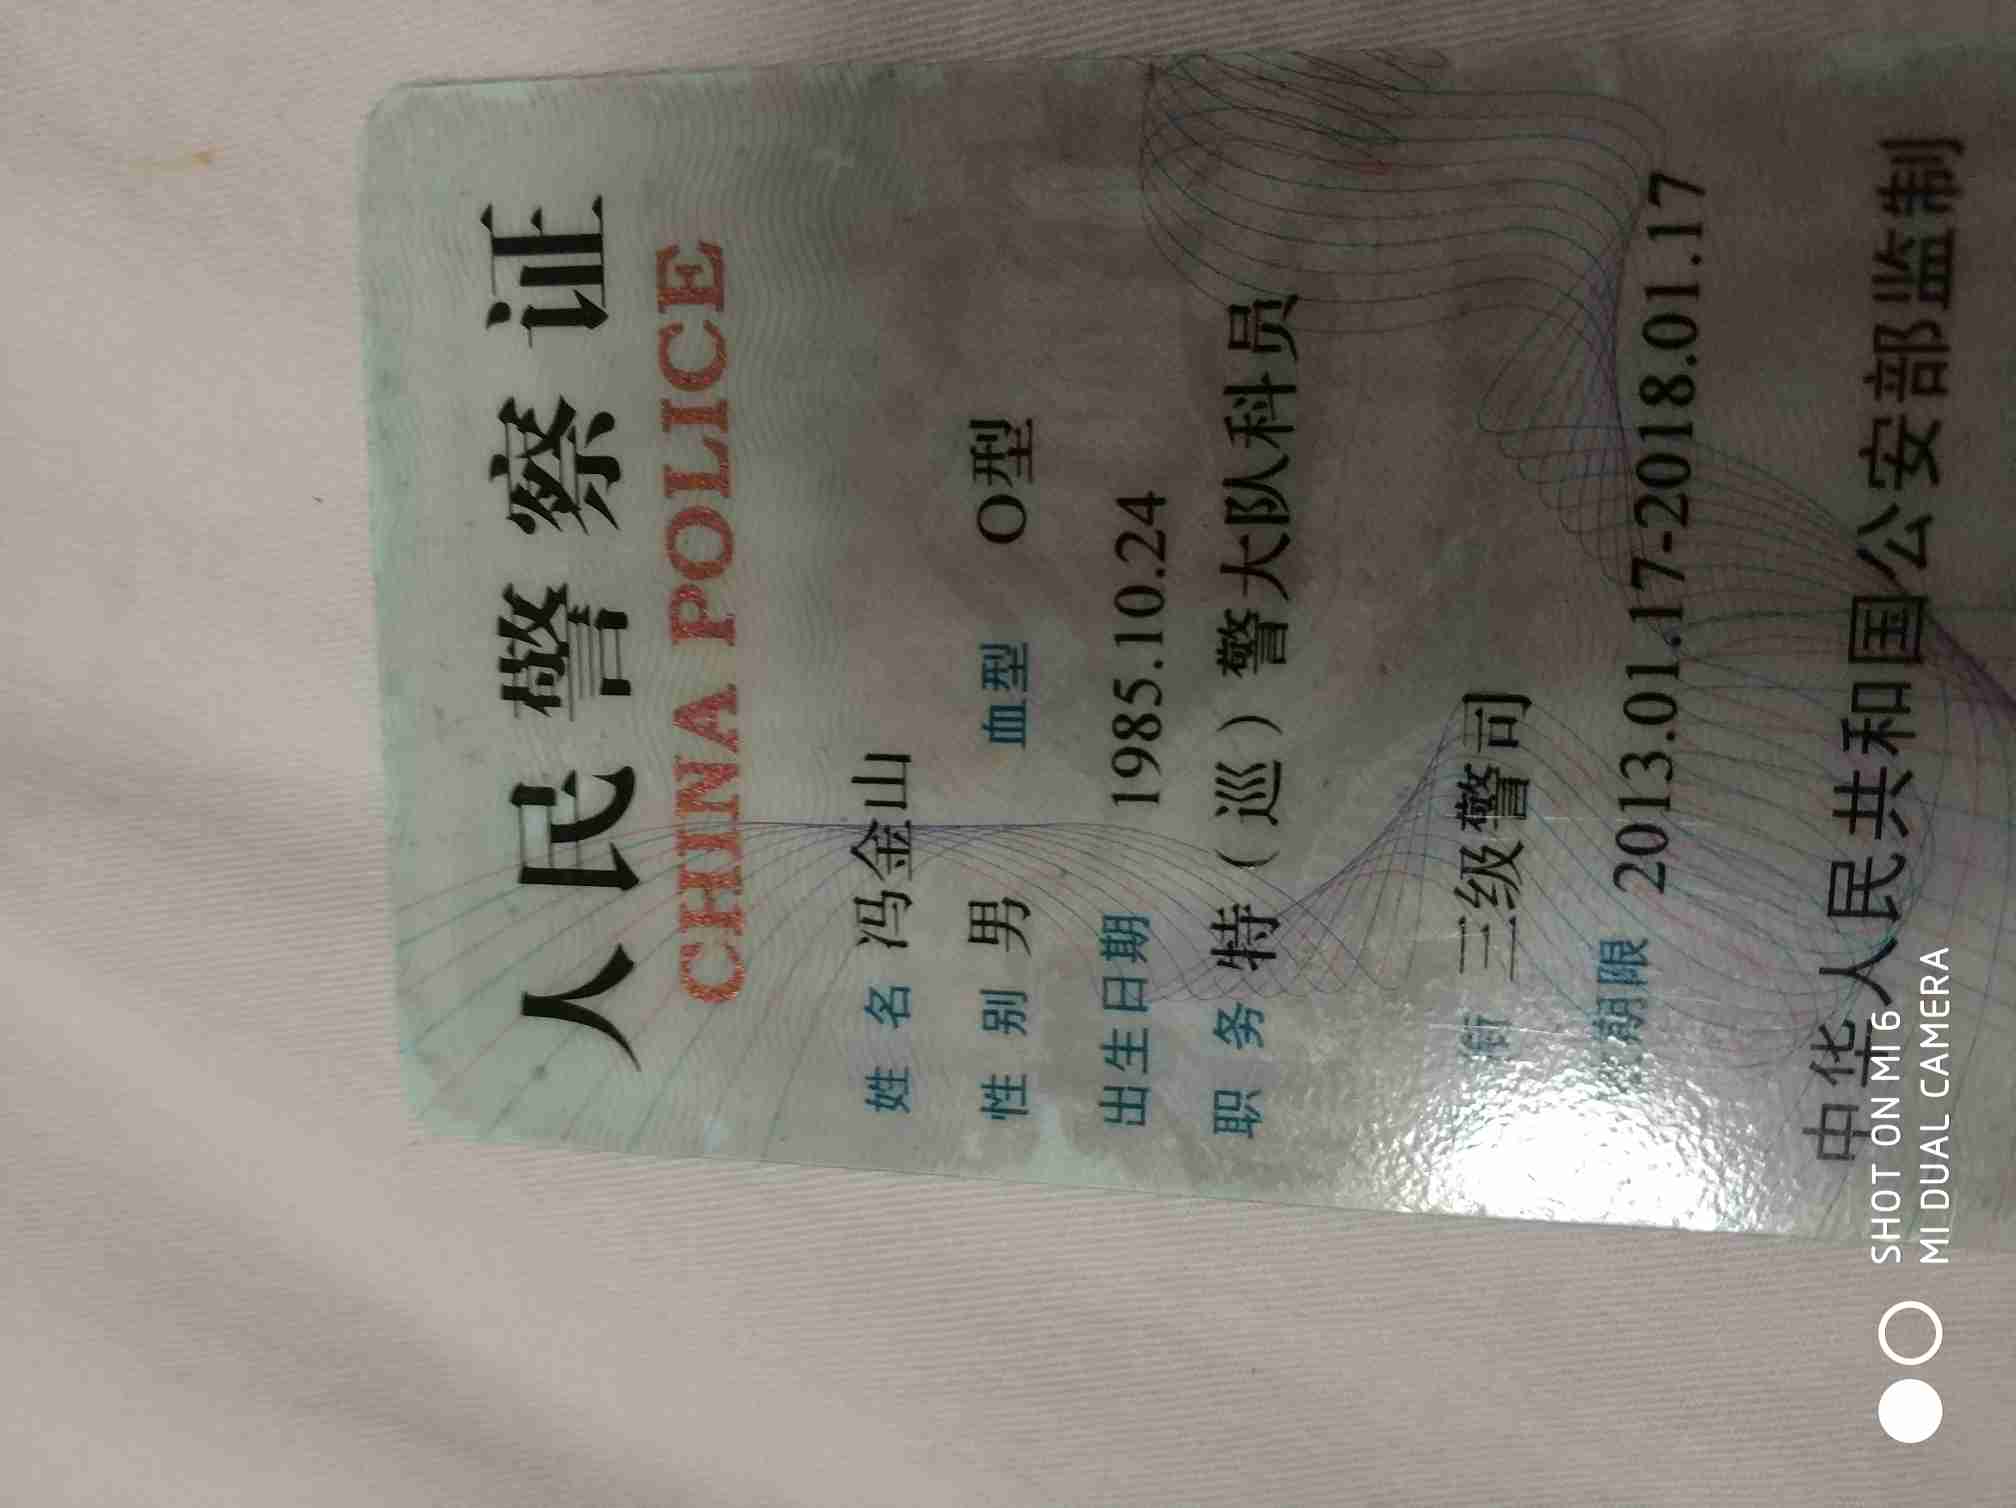 人民警察证
CHINA POLICE
姓 名 冯金山
性 别 男 血型 O型
出生日期 1985.10.24
职 务 特（巡）警大队科员
衔 三级警司
期限 2013.01.17-2018.01.17
中华人民共和国公安部监制
SHOT ON MI 6
MI DUAL CAMERA